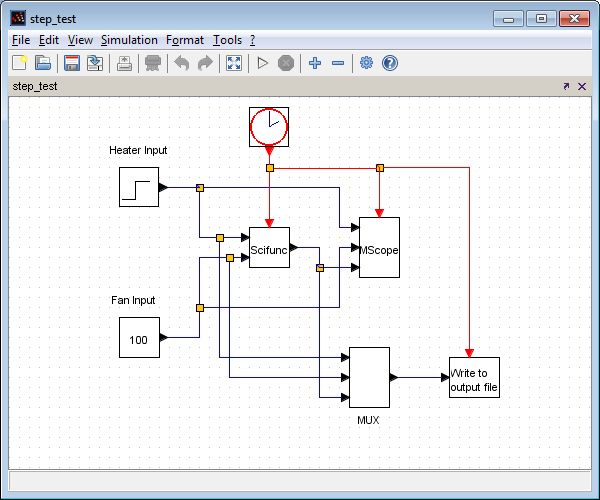 step_test
File Edit View Simulation Format Tools ?
step_test
Heater Input
Scifunc
MScope
Fan Input
100
Write to
output file
MUX